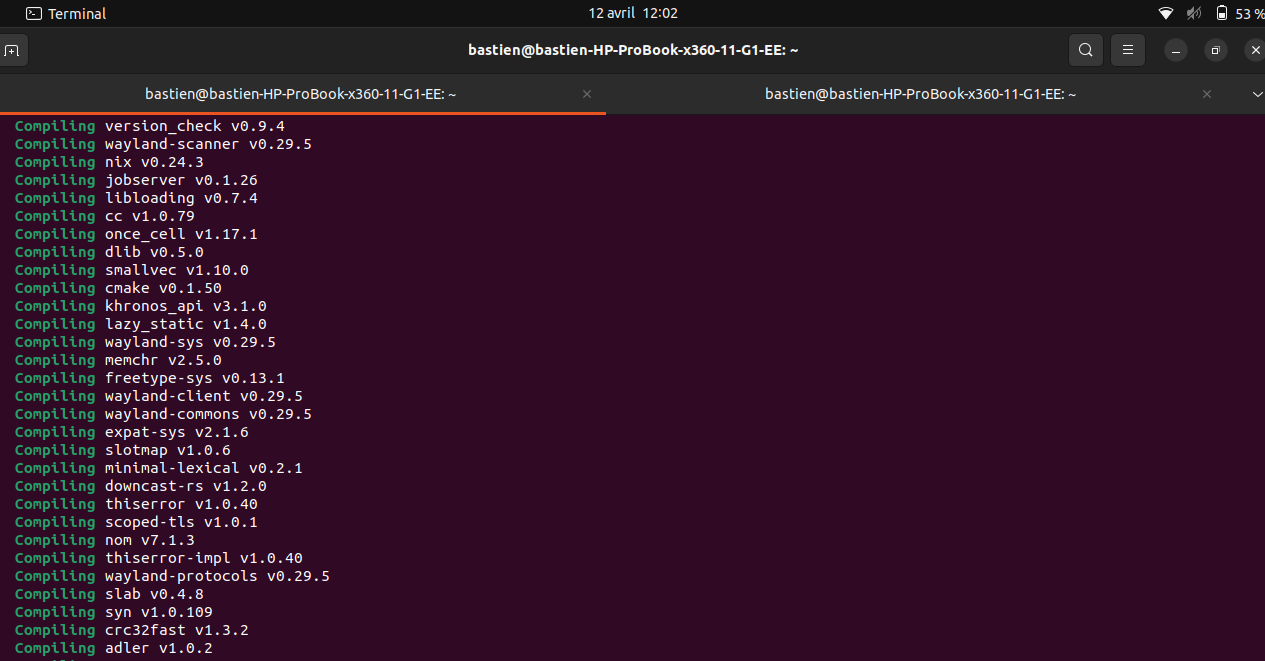 Terminal
12 avril 12:02
53 %
bastien@bastien-HP-ProBook-x360-11-G1-EE: ~
bastien@bastien-HP-ProBook-x360-11-G1-EE: ~
bastien@bastien-HP-ProBook-x360-11-G1-EE: ~
Compiling version_check v0.9.4
Compiling wayland-scanner v0.29.5
Compiling nix v0.24.3
Compiling jobserver v0.1.26
Compiling libloading v0.7.4
Compiling cc v1.0.79
Compiling once_cell v1.17.1
Compiling dlib v0.5.0
Compiling smallvec v1.10.0
Compiling cmake v0.1.50
Compiling khronos_api v3.1.0
Compiling lazy_static v1.4.0
Compiling wayland-sys v0.29.5
Compiling memchr v2.5.0
Compiling freetype-sys v0.13.1
Compiling wayland-client v0.29.5
Compiling wayland-commons v0.29.5
Compiling expat-sys v2.1.6
Compiling slotmap v1.0.6
Compiling minimal-lexical v0.2.1
Compiling downcast-rs v1.2.0
Compiling thiserror v1.0.40
Compiling scoped-tls v1.0.1
Compiling nom v7.1.3
Compiling thiserror-impl v1.0.40
Compiling wayland-protocols v0.29.5
Compiling slab v0.4.8
Compiling syn v1.0.109
Compiling crc32fast v1.3.2
Compiling adler v1.0.2